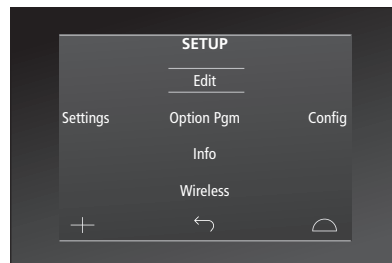 SETUP
Edit
Settings Option Pgm Config
Info
Wireless